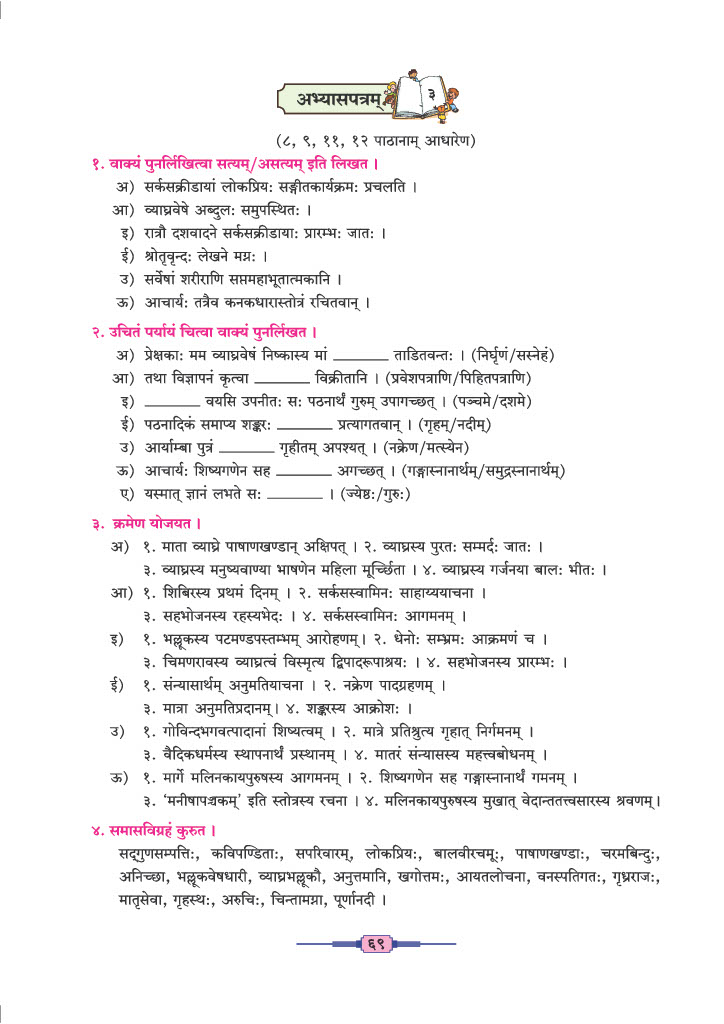 अभ्यासपत्रम् ३
(८, ९, ११, १२ पाठानाम् आधारेण)
१. वाक्यं पुनर्लिखित्वा सत्यम्/असत्यम् इति लिखत ।
अ) सर्कसक्रीडायां लोकप्रियः सङ्गीतकार्यक्रमः प्रचलति ।
आ) व्याघ्रवेषे अब्दुलः समुपस्थितः ।
इ) रात्रौ दशवादने सर्कसक्रीडायाः प्रारम्भः जातः ।
ई) श्रोतृवृन्दः लेखने मग्नः ।
उ) सर्वेषां शरीराणि सप्तमहाभूतात्मकानि ।
ऊ) आचार्यः तत्रैव कनकधारास्तोत्रं रचितवान् ।
२. उचितं पर्यायं चित्वा वाक्यं पुनर्लिखत ।
अ) प्रेक्षकाः मम व्याघ्रवेषं निष्कास्य मां ________ ताडितवन्तः । (निर्घृणं/सस्नेहं)
आ) तथा विज्ञापनं कृत्वा ________ विक्रीतानि । (प्रवेशपत्राणि/पिहितपत्राणि)
इ) ________ वयसि उपनीतः सः पठनार्थं गुरुम् उपागच्छत् । (पञ्चमे/दशमे)
ई) पठनादिकं समाप्य शङ्करः ________ प्रत्यागतवान् । (गृहम्/नदीम्)
उ) आर्याम्बा पुत्रं ________ गृहीतम् अपश्यत् । (नक्रेण/मत्स्येन)
ऊ) आचार्यः शिष्यगणेन सह ________ अगच्छत् । (गङ्गास्नानार्थम्/समुद्रस्नानार्थम्)
ए) यस्मात् ज्ञानं लभते सः ________ । (ज्येष्ठः/गुरुः)
३. क्रमेण योजयत ।
अ) १. माता व्याघ्रे पाषाणखण्डान् अक्षिपत् । २. व्याघ्रस्य पुरतः सम्मर्दः जातः ।
३. व्याघ्रस्य मनुष्यवाण्या भाषणेन महिला मूर्च्छिता । ४. व्याघ्रस्य गर्जनया बालः भीतः ।
आ) १. शिबिरस्य प्रथमं दिनम् । २. सर्कसस्वामिनः साहाय्ययाचना ।
३. सहभोजनस्य रहस्यभेदः । ४. सर्कसस्वामिनः आगमनम् ।
इ) १. भल्लूकस्य पटमण्डपस्तम्भम् आरोहणम् । २. धेनोः सम्भ्रमः आक्रमणं च ।
३. चिमणरावस्य व्याघ्रत्वं विस्मृत्य द्विपादरूपाश्रयः । ४. सहभोजनस्य प्रारम्भः ।
ई) १. संन्यासार्थम् अनुमतियाचना । २. नक्रेण पादग्रहणम् ।
३. मात्रा अनुमतिप्रदानम् । ४. शङ्करस्य आक्रोशः ।
उ) १. गोविन्दभगवत्पादानां शिष्यत्वम् । २. मात्रे प्रतिश्रुत्य गृहात् निर्गमनम् ।
३. वैदिकधर्मस्य स्थापनार्थं प्रस्थानम् । ४. मातरं संन्यासस्य महत्त्वबोधनम् ।
ऊ) १. मार्गे मलिनकायपुरुषस्य आगमनम् । २. शिष्यगणेन सह गङ्गास्नानार्थं गमनम् ।
३. ‘मनीषापञ्चकम्’ इति स्तोत्रस्य रचना । ४. मलिनकायपुरुषस्य मुखात् वेदान्ततत्त्वसारस्य श्रवणम् ।
४. समासविग्रहं कुरुत ।
सद्गुणसम्पत्तिः, कविपण्डिताः, सपरिवारम्, लोकप्रियः, बालवीरचमूः, पाषाणखण्डाः, चरमबिन्दुः,
अनिच्छा, भल्लूकवेषधारी, व्याघ्रभल्लूकौ, अनुत्तमानि, खगोत्तमः, आयतलोचना, वनस्पतिगतः, गृध्रराजः,
मातृसेवा, गृहस्थः, अरुचिः, चिन्तामग्ना, पूर्णानदी ।
६९